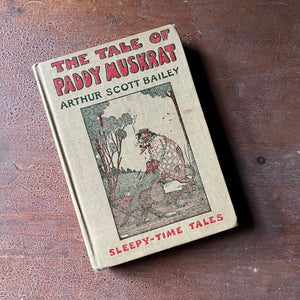 THE TALE OF
PADDY MUSKRAT
ARTHUR SCOTT BAILEY
SLEEPY-TIME TALES